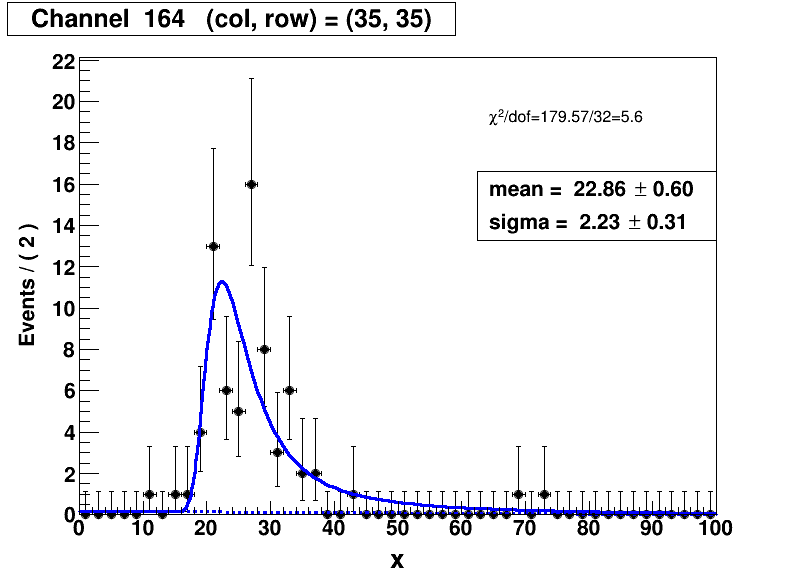 Channel 164 (col, row) = (35, 35)
χ²/dof=179.57/32=5.6
mean = 22.86 ± 0.60
sigma = 2.23 ± 0.31
Events / ( 2 )
22
20
18
16
14
12
10
8
6
4
2
0
0 10 20 30 40 50 60 70 80 90 100
x